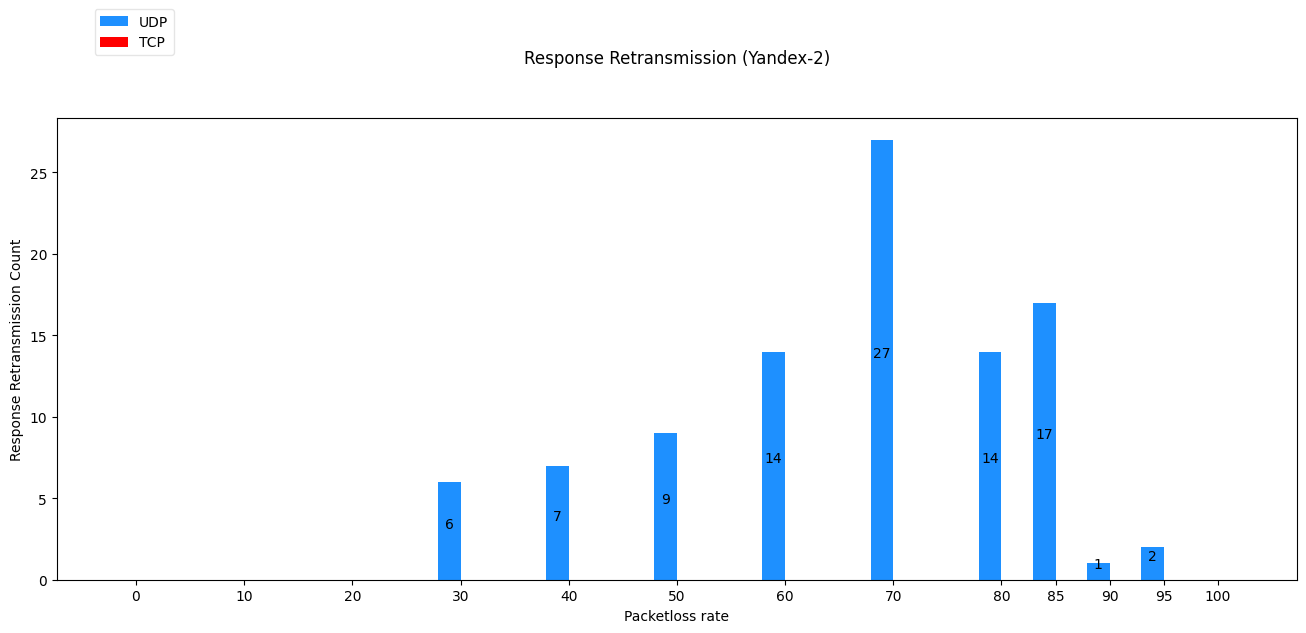 UDP
TCP
Response Retransmission (Yandex-2)
Response Retransmission Count
25
20
15
10
5
0
6
7
9
14
27
14
17
1
2
0 10 20 30 40 50 60 70 80 85 90 95 100
Packetloss rate